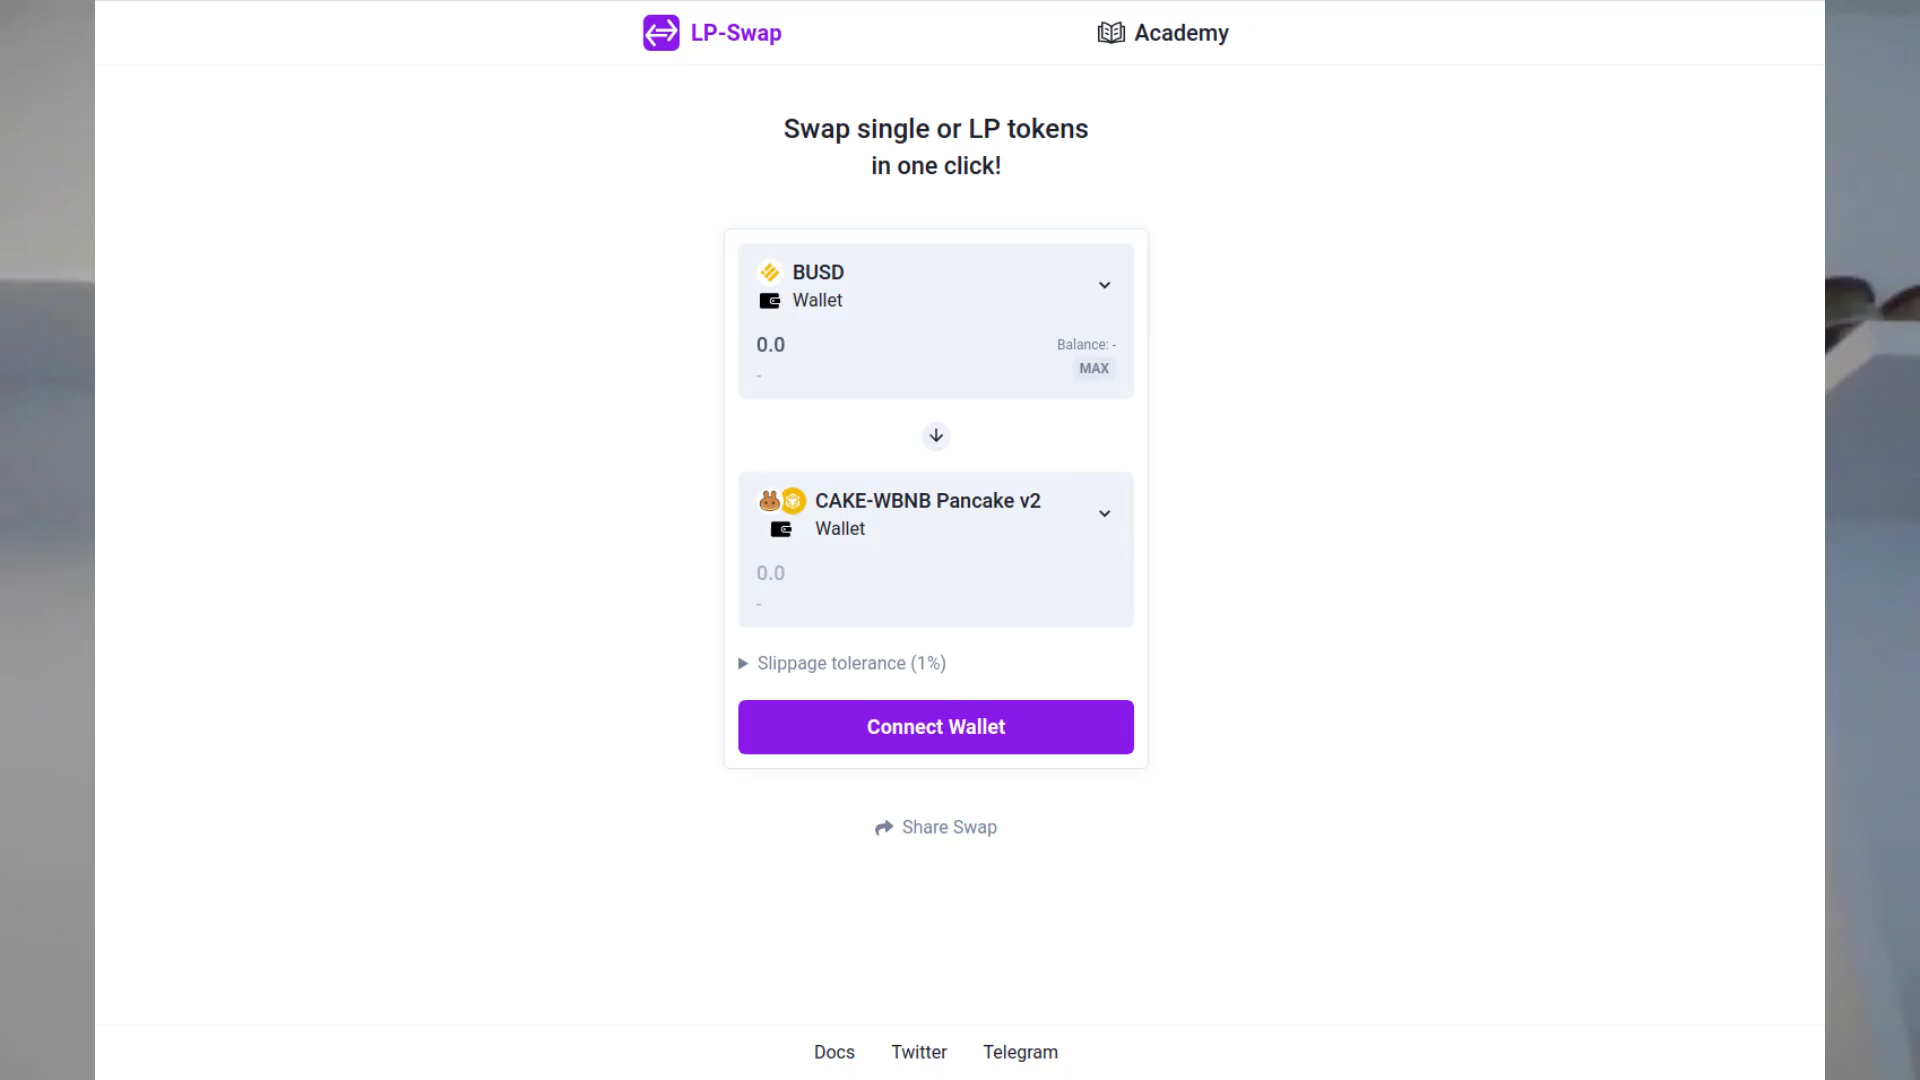 LP-Swap
Academy
Swap single or LP tokens
in one click!
BUSD
Wallet
0.0
Balance: -
-
MAX
CAKE-WBNB Pancake v2
Wallet
0.0
-
Slippage tolerance (1%)
Connect Wallet
Share Swap
Docs Twitter Telegram